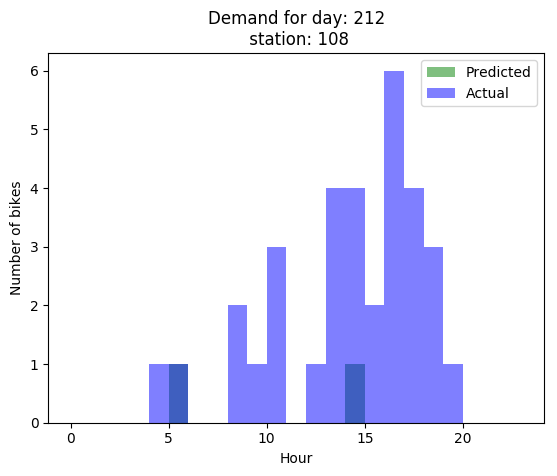 Demand for day: 212
station: 108
Predicted
Actual
Number of bikes
6
5
4
3
2
1
0
0
5
10
15
20
Hour